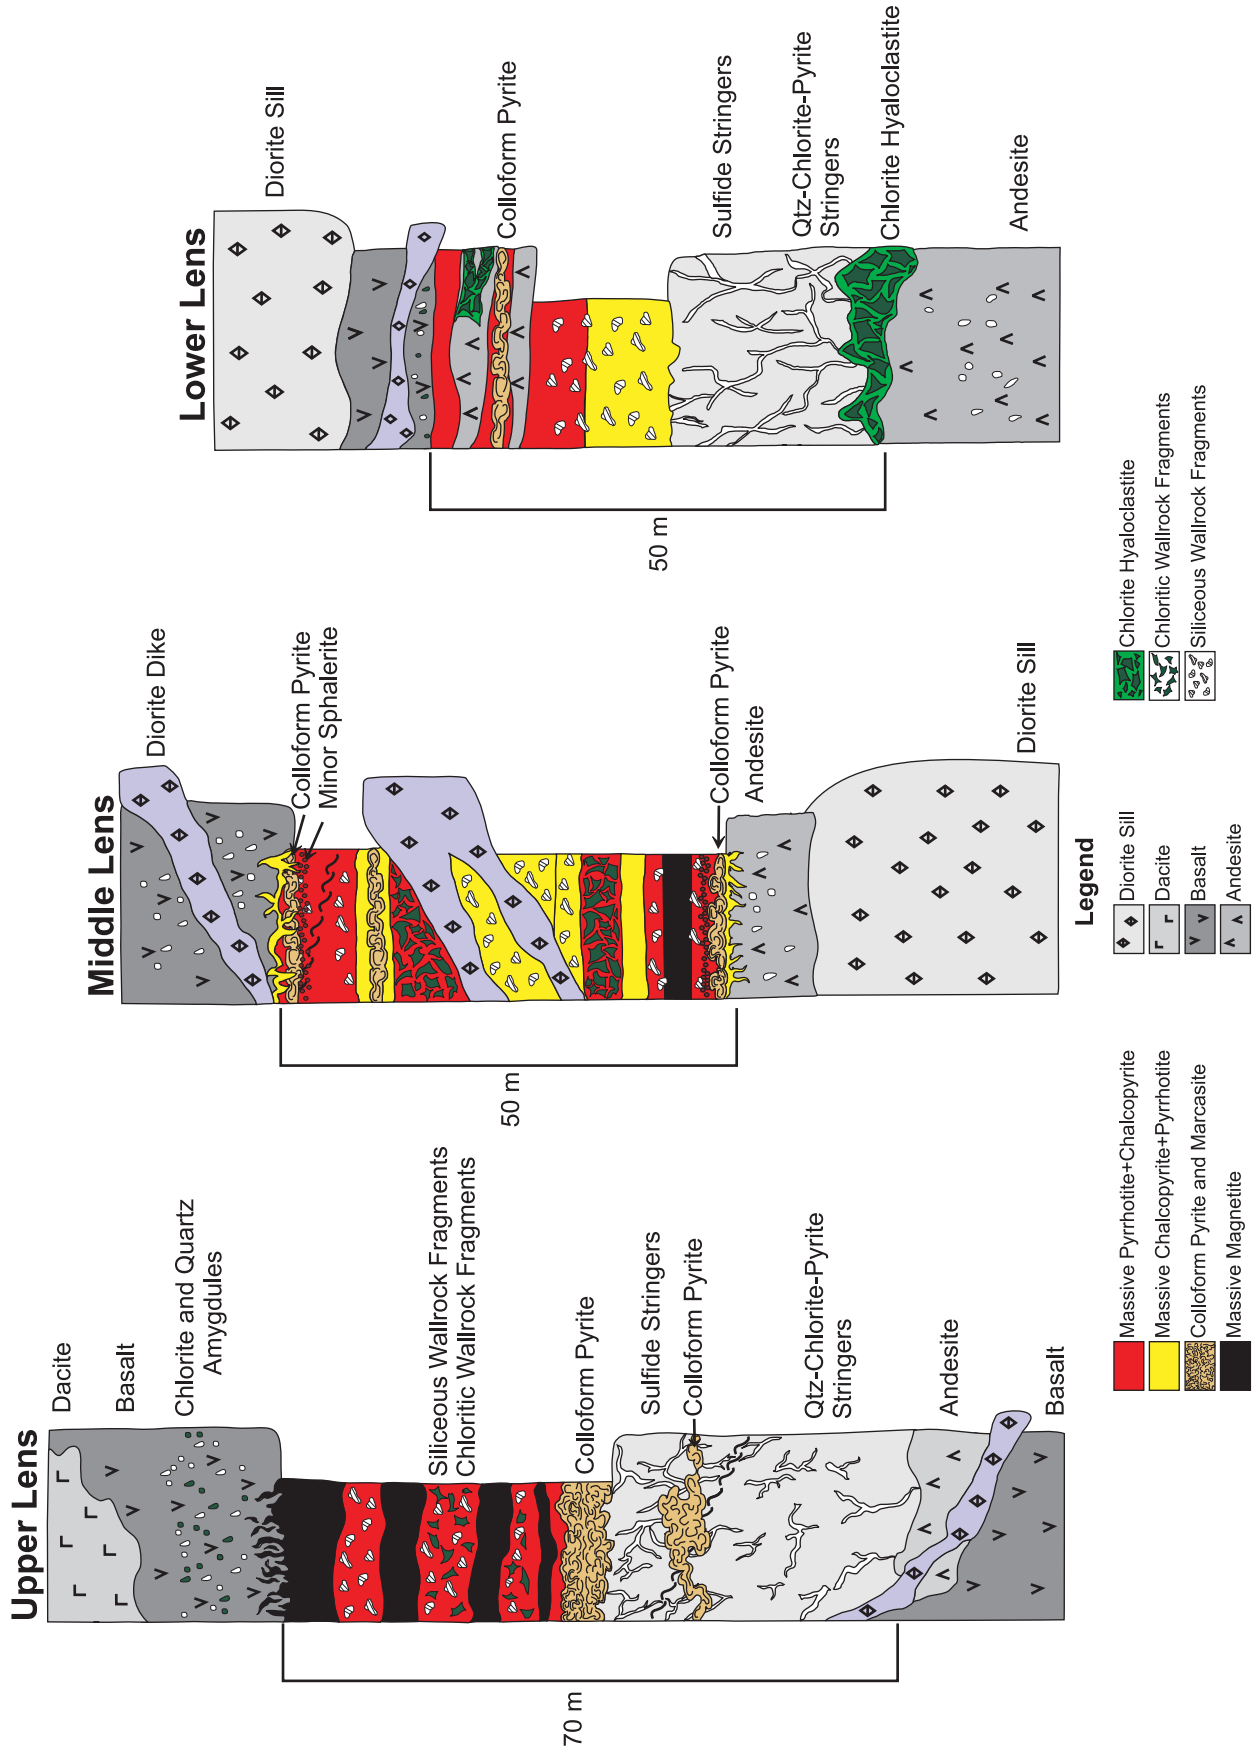 Upper Lens
Dacite
Basalt
Chlorite and Quartz
Amygdules
Siliceous Wallrock Fragments
Chloritic Wallrock Fragments
Colloform Pyrite
Sulfide Stringers
Colloform Pyrite
Qtz-Chlorite-Pyrite
Stringers
Andesite
Basalt
70 m
Middle Lens
Diorite Dike
Colloform Pyrite
Minor Sphalerite
Colloform Pyrite
Andesite
Diorite Sill
50 m
Lower Lens
Diorite Sill
Colloform Pyrite
Sulfide Stringers
Qtz-Chlorite-Pyrite
Stringers
Chlorite Hyaloclastite
Andesite
50 m
Legend
Massive Pyrrhotite+Chalcopyrite
Massive Chalcopyrite+Pyrrhotite
Colloform Pyrite and Marcasite
Massive Magnetite
Diorite Sill
Dacite
Basalt
Andesite
Chlorite Hyaloclastite
Chloritic Wallrock Fragments
Siliceous Wallrock Fragments